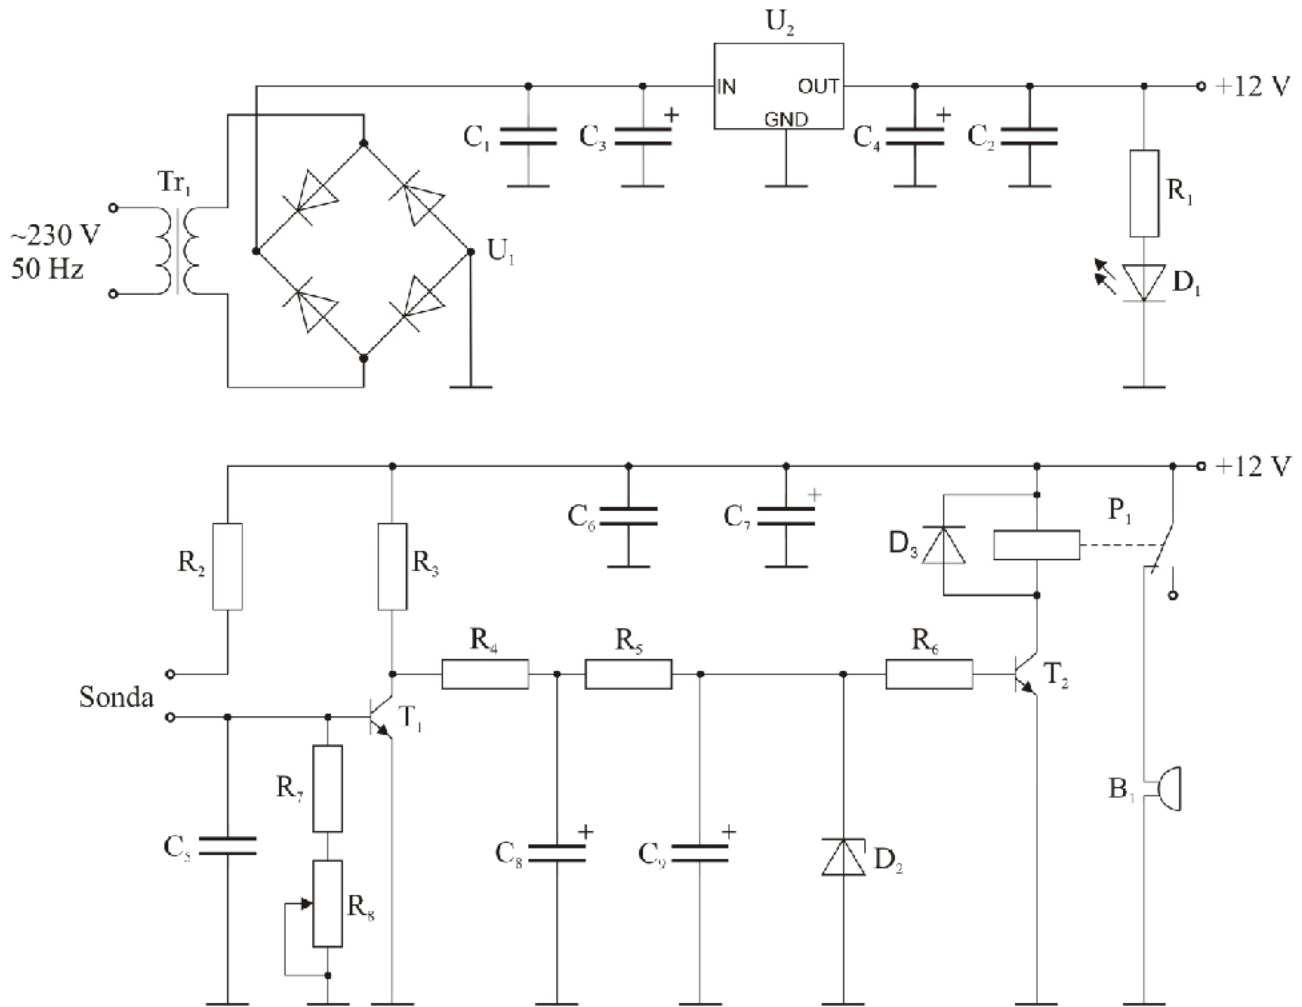 U₂
+12 V
IN
OUT
GND
C₁
C₃
+
C₄
+
C₂
R₁
Tr₁
~230 V
50 Hz
U₁
D₁
+12 V
C₆
C₇
+
P₁
D₃
R₂
R₃
R₄
R₅
R₆
Sonda
T₁
T₂
R₇
B₁
C₅
C₈
+
C₉
+
D₂
R₈